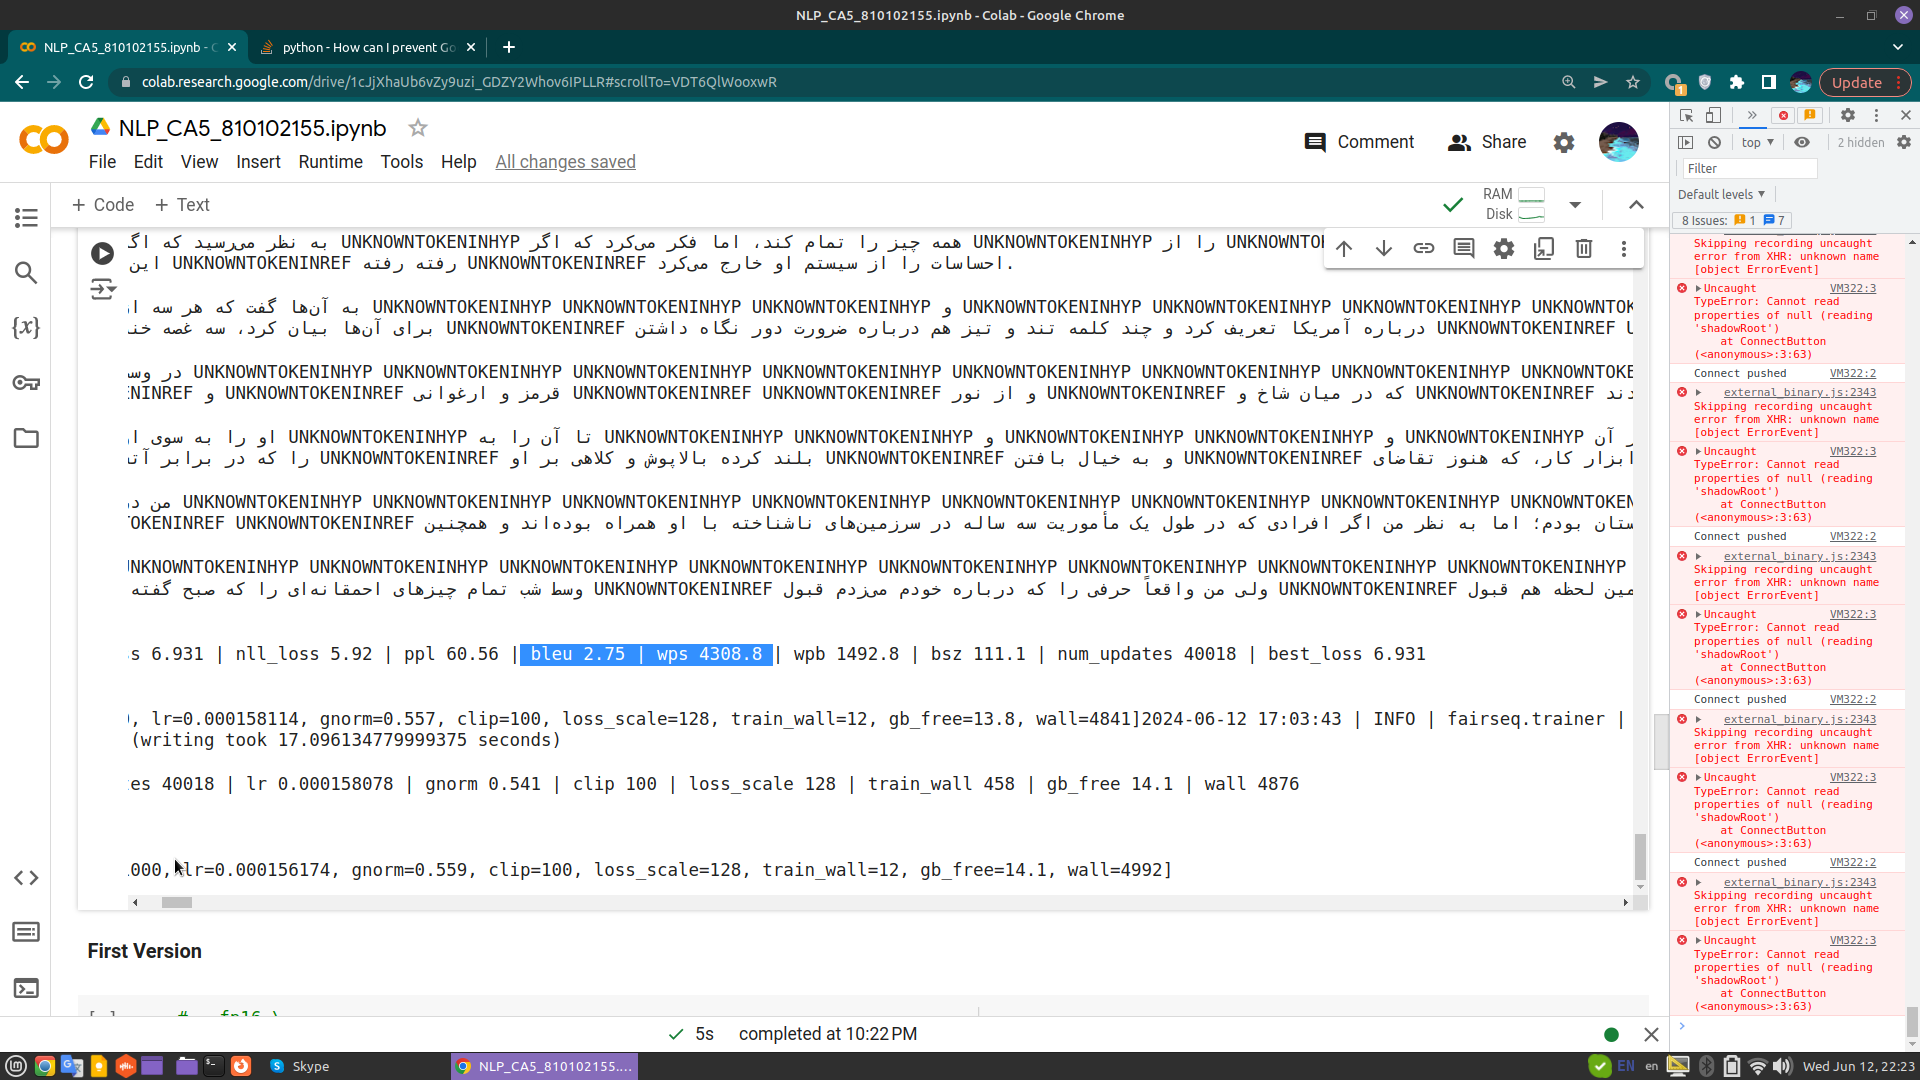 NLP_CA5_810102155.ipynb - Colab - Google Chrome
NLP_CA5_810102155.ipynb - C
python - How can I prevent Go
colab.research.google.com/drive/1cJjXhaUb6vZy9uzi_GDZY2Whov6IPLLR#scrollTo=VDT6QlWooxwR
Update
NLP_CA5_810102155.ipynb
File Edit View Insert Runtime Tools Help All changes saved
Comment
Share
+ Code + Text
RAM
Disk
به نظر می‌رسید که اگر UNKNOWNTOKENINHYP همه چیز را تمام کند، اما فکر می‌کرد که اگر UNKNOWNTOKENINHYP را از
این UNKNOWNTOKENINREF رفته رفته UNKNOWNTOKENINREF احساسات را از سیستم او خارج می‌کرد.
به آن‌ها گفت که هر سه UNKNOWNTOKENINHYP UNKNOWNTOKENINHYP UNKNOWNTOKENINHYP و UNKNOWNTOKENINHYP UNKNOWNTOKENINHYP UNKNOWNTOKENINHYP
برای آن‌ها بیان کرد، سه غصه UNKNOWNTOKENINREF درباره آمریکا تعریف کرد و چند کلمه تند و تیز هم درباره ضرورت دور نگاه داشتن UNKNOWNTOKENINREF
در UNKNOWNTOKENINHYP UNKNOWNTOKENINHYP UNKNOWNTOKENINHYP UNKNOWNTOKENINHYP UNKNOWNTOKENINHYP UNKNOWNTOKENINHYP UNKNOWNTOKENINHYP
و UNKNOWNTOKENINREF UNKNOWNTOKENINREF قرمز و ارغوانی UNKNOWNTOKENINREF UNKNOWNTOKENINREF و از نور UNKNOWNTOKENINREF که در میان شاخ و UNKNOWNTOKENINREF
او را به سوی UNKNOWNTOKENINHYP تا آن را به UNKNOWNTOKENINHYP UNKNOWNTOKENINHYP و UNKNOWNTOKENINHYP UNKNOWNTOKENINHYP و UNKNOWNTOKENINHYP آن
را که در برابر UNKNOWNTOKENINREF بلند کرده بالاپوش و کلاهی بر او UNKNOWNTOKENINREF و به خیال بافتن UNKNOWNTOKENINREF ابزار کار، که هنوز تقاضای
من UNKNOWNTOKENINHYP UNKNOWNTOKENINHYP UNKNOWNTOKENINHYP UNKNOWNTOKENINHYP UNKNOWNTOKENINHYP UNKNOWNTOKENINHYP UNKNOWNTOKENINHYP
UNKNOWNTOKENINREF بودم؛ اما به نظر من اگر افرادی که در طول یک مأموریت سه ساله در سرزمین‌های ناشناخته با او همراه بوده‌اند و همچنین
UNKNOWNTOKENINHYP UNKNOWNTOKENINHYP UNKNOWNTOKENINHYP UNKNOWNTOKENINHYP UNKNOWNTOKENINHYP UNKNOWNTOKENINHYP UNKNOWNTOKENINHYP
وسط شب تمام چیزهای احمقانه‌ای را که صبح گفته UNKNOWNTOKENINREF ولی من واقعاً حرفی را که درباره خودم می‌زدم قبول UNKNOWNTOKENINREF لحظه هم قبول
s 6.931 | nll_loss 5.92 | ppl 60.56 | bleu 2.75 | wps 4308.8 | wpb 1492.8 | bsz 111.1 | num_updates 40018 | best_loss 6.931
, lr=0.000158114, gnorm=0.557, clip=100, loss_scale=128, train_wall=12, gb_free=13.8, wall=4841]2024-06-12 17:03:43 | INFO | fairseq.trainer |
(writing took 17.096134779999375 seconds)
es 40018 | lr 0.000158078 | gnorm 0.541 | clip 100 | loss_scale 128 | train_wall 458 | gb_free 14.1 | wall 4876
000, lr=0.000156174, gnorm=0.559, clip=100, loss_scale=128, train_wall=12, gb_free=14.1, wall=4992]
First Version
5s completed at 10:22 PM
top
2 hidden
Filter
Default levels
8 Issues: 1 7
Skipping recording uncaught
error from XHR: unknown name
[object ErrorEvent]
Uncaught VM322:3
TypeError: Cannot read
properties of null (reading
'shadowRoot')
at ConnectButton
(<anonymous>:3:63)
Connect pushed VM322:2
external_binary.js:2343
Skipping recording uncaught
error from XHR: unknown name
[object ErrorEvent]
Uncaught VM322:3
TypeError: Cannot read
properties of null (reading
'shadowRoot')
at ConnectButton
(<anonymous>:3:63)
Connect pushed VM322:2
external_binary.js:2343
Skipping recording uncaught
error from XHR: unknown name
[object ErrorEvent]
Uncaught VM322:3
TypeError: Cannot read
properties of null (reading
'shadowRoot')
at ConnectButton
(<anonymous>:3:63)
Connect pushed VM322:2
external_binary.js:2343
Skipping recording uncaught
error from XHR: unknown name
[object ErrorEvent]
Uncaught VM322:3
TypeError: Cannot read
properties of null (reading
'shadowRoot')
at ConnectButton
(<anonymous>:3:63)
Connect pushed VM322:2
external_binary.js:2343
Skipping recording uncaught
error from XHR: unknown name
[object ErrorEvent]
Uncaught VM322:3
TypeError: Cannot read
properties of null (reading
'shadowRoot')
at ConnectButton
(<anonymous>:3:63)
Skype
NLP_CA5_810102155....
EN en Wed Jun 12, 22:23